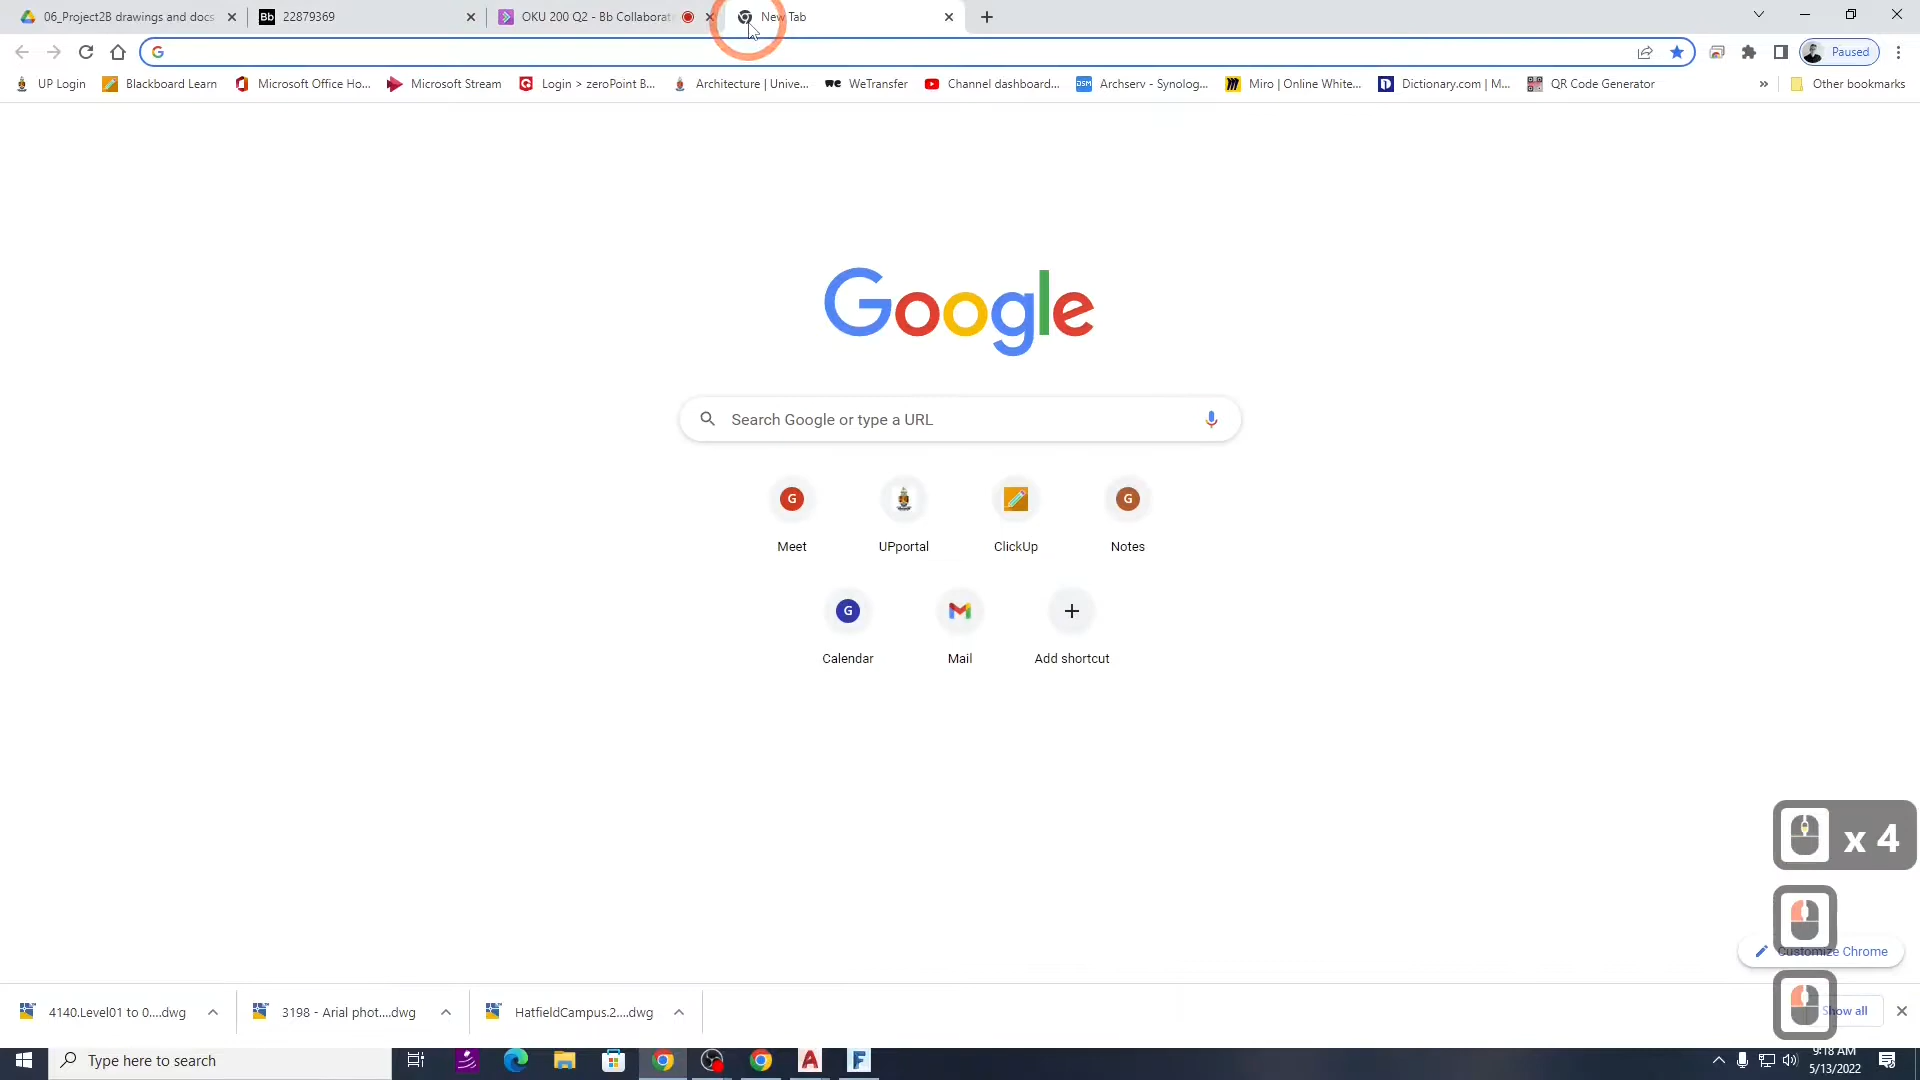 06_Project2B drawings and docs
Bb 22879369
OKU 200 Q2 - Bb Collaborat
New Tab
Paused
UP Login
Blackboard Learn
Microsoft Office Ho...
Microsoft Stream
Login > zeroPoint B...
Architecture | Unive...
we WeTransfer
Channel dashboard...
DSM Archserv - Synolog...
Miro | Online White...
D Dictionary.com | M...
QR Code Generator
»
Other bookmarks
Google
Search Google or type a URL
G
G
Meet
UPportal
ClickUp
Notes
G
Calendar
Mail
Add shortcut
x 4
Customize Chrome
4140.Level01 to 0....dwg
3198 - Arial phot....dwg
HatfieldCampus.2....dwg
Show all
Type here to search
A
F
9:18 AM
5/13/2022